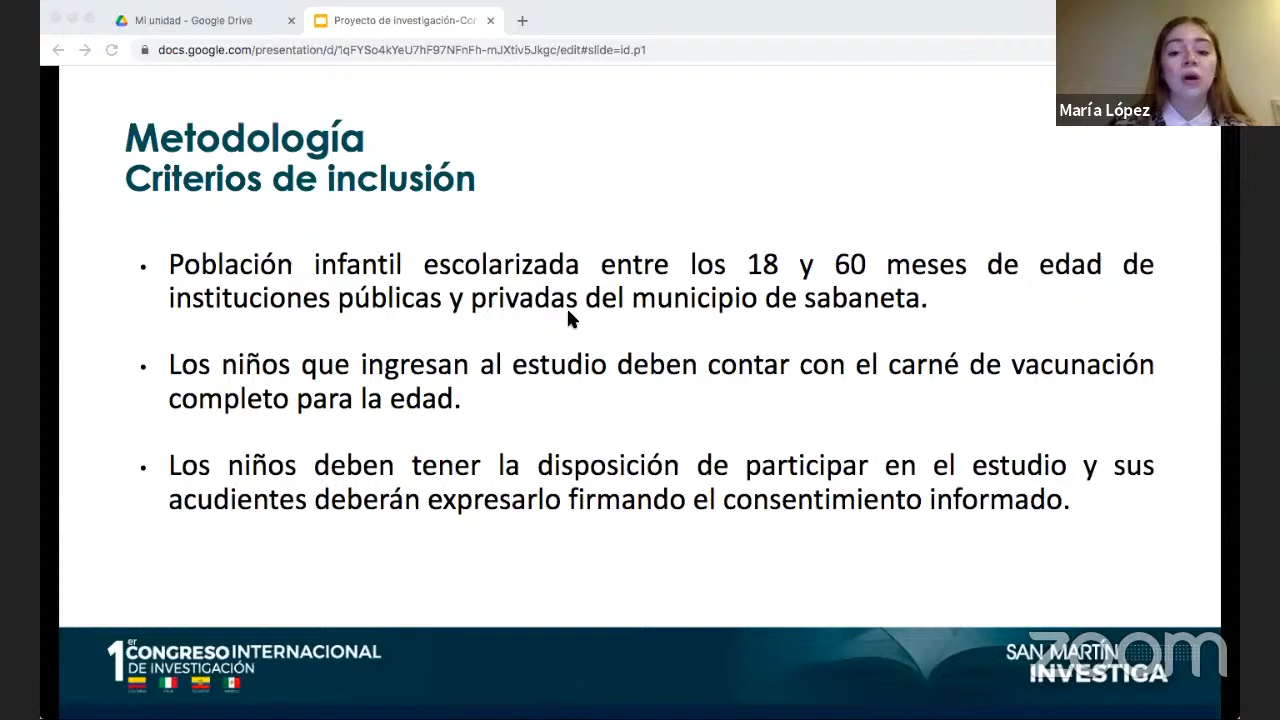 Mi unidad - Google Drive
Proyecto de investigación-Cor
docs.google.com/presentation/d/1qFYSo4kYeU7hF97NFnFh-mJXtiv5Jkgc/edit#slide=id.p1
María López
Metodología
Criterios de inclusión
• Población infantil escolarizada entre los 18 y 60 meses de edad de
instituciones públicas y privadas del municipio de sabaneta.
• Los niños que ingresan al estudio deben contar con el carné de vacunación
completo para la edad.
• Los niños deben tener la disposición de participar en el estudio y sus
acudientes deberán expresarlo firmando el consentimiento informado.
1er CONGRESO INTERNACIONAL
DE INVESTIGACIÓN
SAN MARTÍN
INVESTIGA
zoom